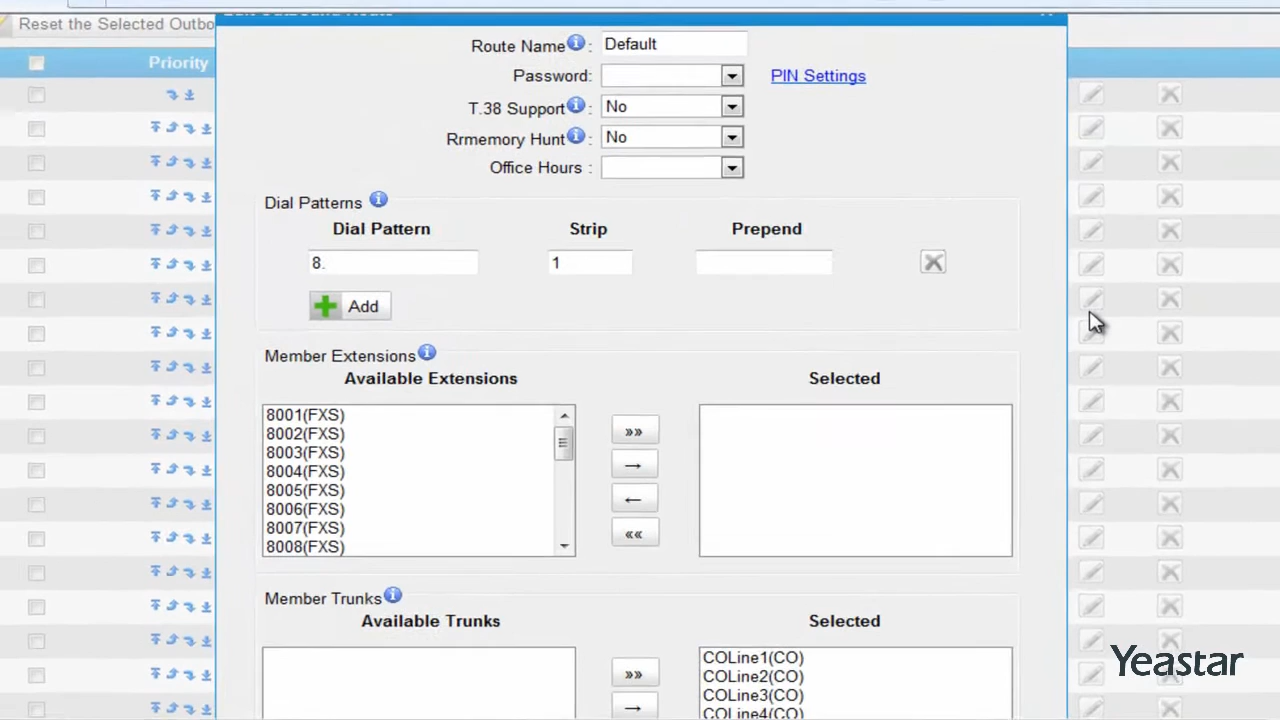 Reset the Selected Outbo
Priority
Route Name :
Default
Password:
PIN Settings
T.38 Support :
No
Rrmemory Hunt :
No
Office Hours :
Dial Patterns
Dial Pattern
Strip
Prepend
8.
1
Add
Member Extensions
Available Extensions
Selected
8001(FXS)
8002(FXS)
8003(FXS)
8004(FXS)
8005(FXS)
8006(FXS)
8007(FXS)
8008(FXS)
Member Trunks
Available Trunks
Selected
COLine1(CO)
COLine2(CO)
COLine3(CO)
COLine4(CO)
Yeastar